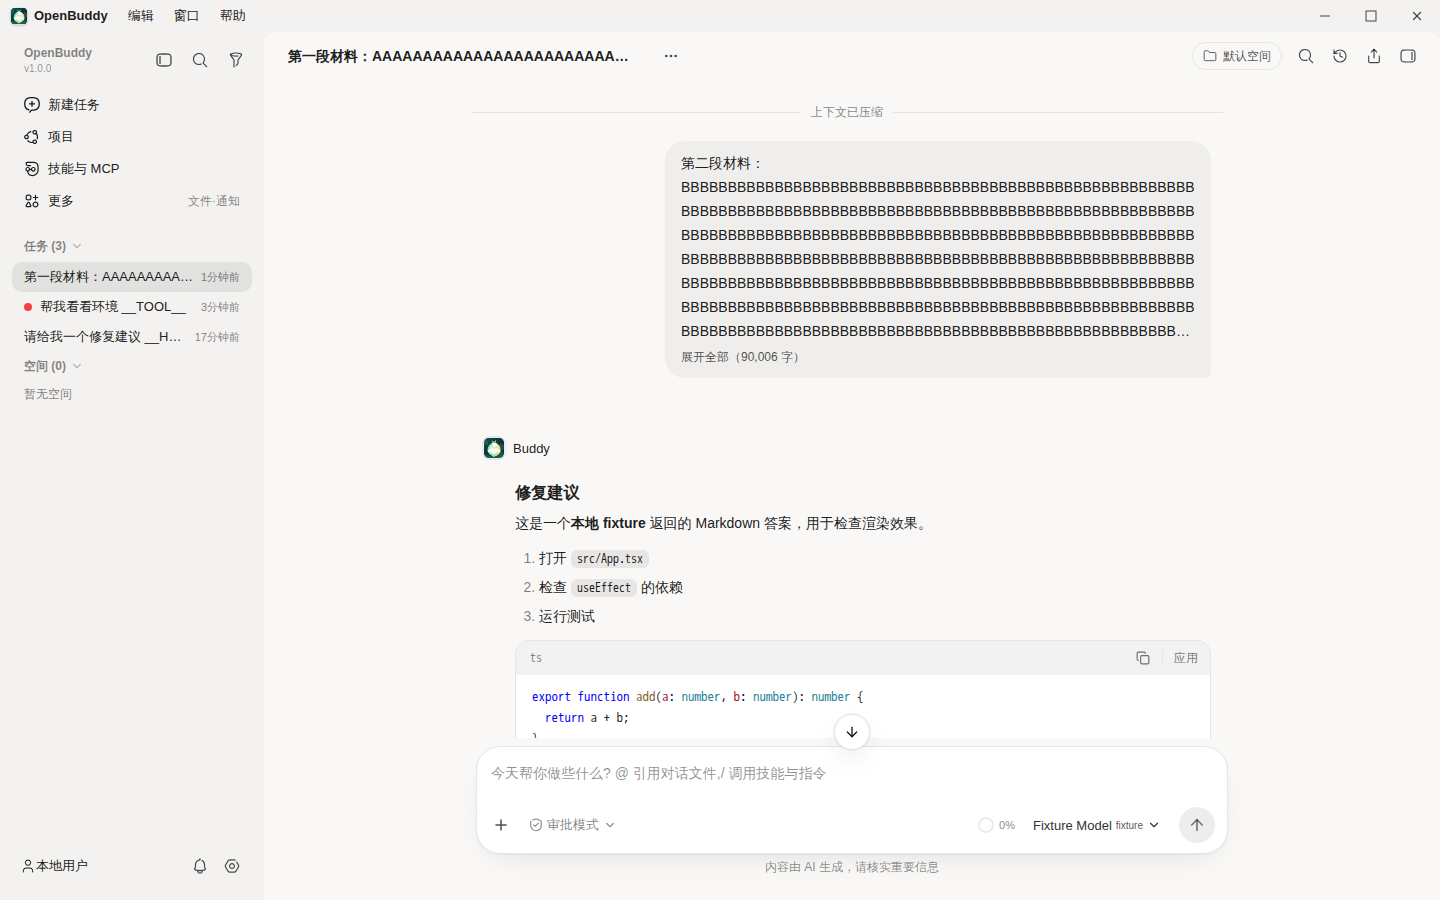 OpenBuddy 编辑 窗口 帮助
OpenBuddy
v1.0.0
新建任务
项目
技能与 MCP
更多 文件·通知
任务 (3)
第一段材料：AAAAAAAAA… 1分钟前
帮我看看环境 __TOOL__ 3分钟前
请给我一个修复建议 __H… 17分钟前
空间 (0)
暂无空间
本地用户
第一段材料：AAAAAAAAAAAAAAAAAAAAAAAA… 默认空间
上下文已压缩
第二段材料：
BBBBBBBBBBBBBBBBBBBBBBBBBBBBBBBBBBBBBBBBBBBBBBBBBBBBBBB
BBBBBBBBBBBBBBBBBBBBBBBBBBBBBBBBBBBBBBBBBBBBBBBBBBBBBBB
BBBBBBBBBBBBBBBBBBBBBBBBBBBBBBBBBBBBBBBBBBBBBBBBBBBBBBB
BBBBBBBBBBBBBBBBBBBBBBBBBBBBBBBBBBBBBBBBBBBBBBBBBBBBBBB
BBBBBBBBBBBBBBBBBBBBBBBBBBBBBBBBBBBBBBBBBBBBBBBBBBBBBBB
BBBBBBBBBBBBBBBBBBBBBBBBBBBBBBBBBBBBBBBBBBBBBBBBBBBBBBB
BBBBBBBBBBBBBBBBBBBBBBBBBBBBBBBBBBBBBBBBBBBBBBBBBBBBB…
展开全部（90,006 字）
Buddy
修复建议
这是一个本地 fixture 返回的 Markdown 答案，用于检查渲染效果。
1. 打开 src/App.tsx
2. 检查 useEffect 的依赖
3. 运行测试
ts 应用
export function add(a: number, b: number): number {
return a + b;
}
今天帮你做些什么? @ 引用对话文件,/ 调用技能与指令
审批模式 0% Fixture Model fixture
内容由 AI 生成，请核实重要信息